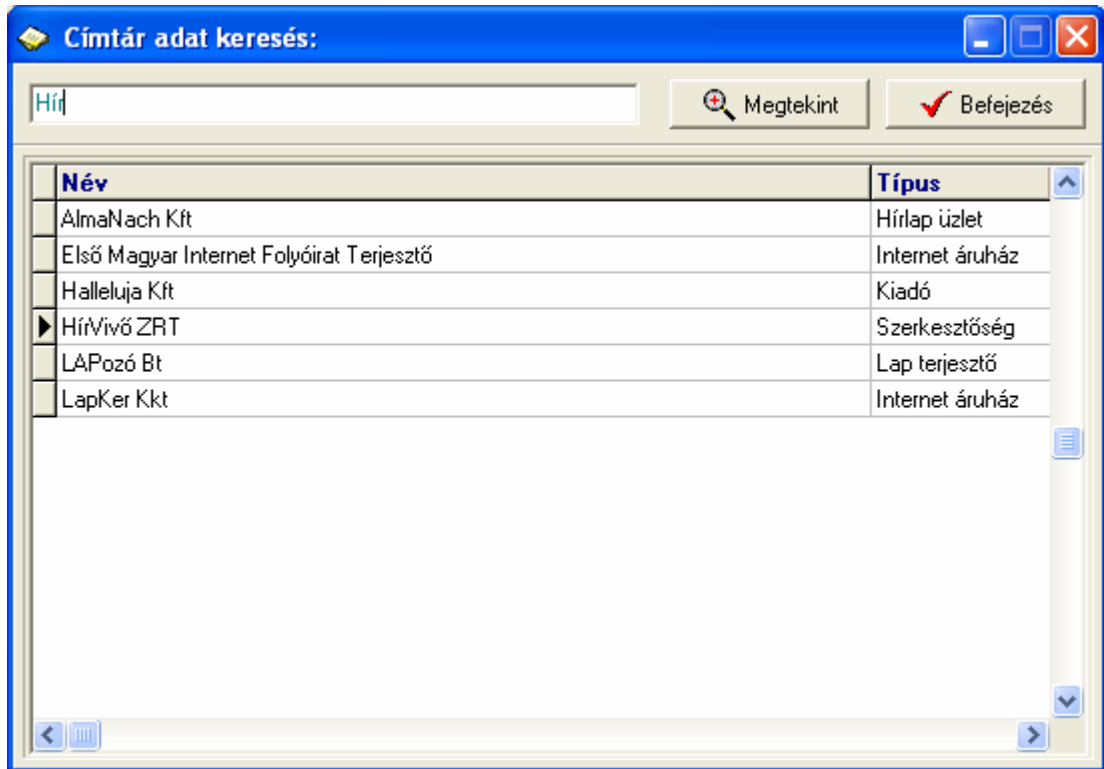 Címtár adat keresés:
Hír Megtekint Befejezés
Név Típus
AlmaNach Kft Hírlap üzlet
Első Magyar Internet Folyóirat Terjesztő Internet áruház
Halleluja Kft Kiadó
HírVivő ZRT Szerkesztőség
LAPozó Bt Lap terjesztő
LapKer Kkt Internet áruház